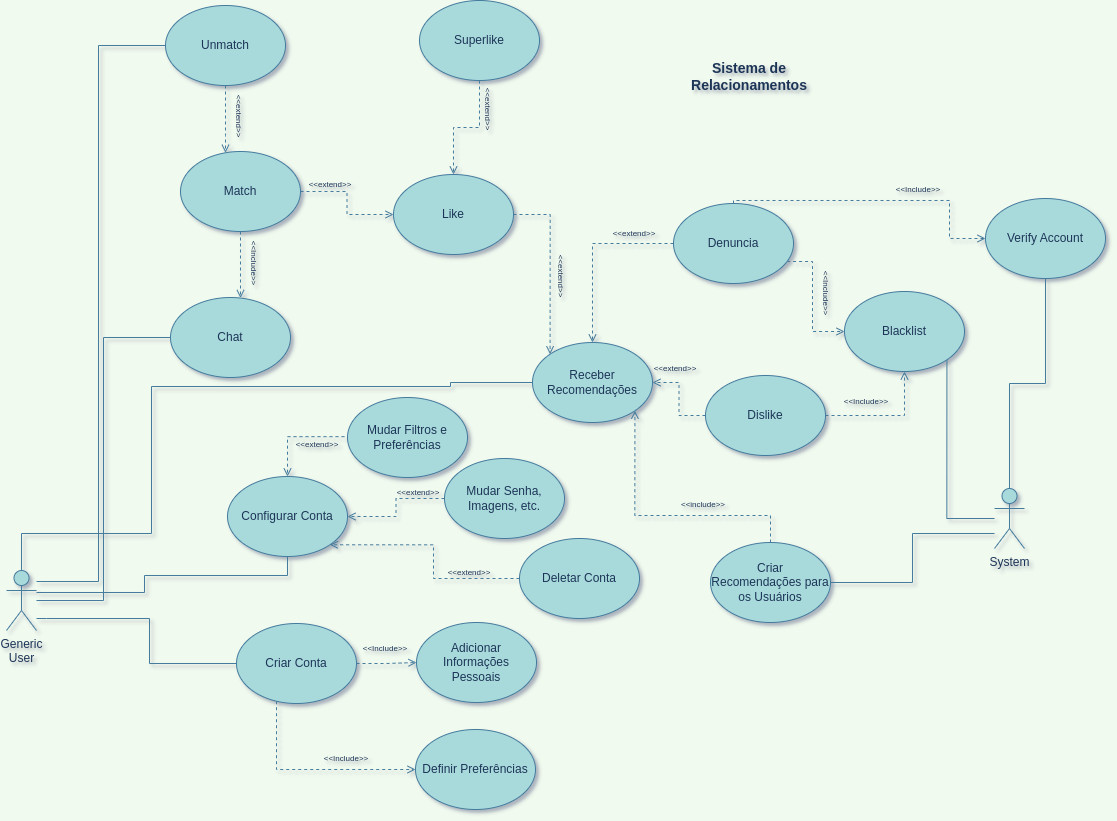 Unmatch
Superlike
Sistema de
Relacionamentos
<<extend>>
<<extend>>
Match
<<extend>>
Like
<<include>>
Verify Account
<<extend>>
Denuncia
<<include>>
<<extend>>
<<include>>
Chat
Blacklist
Receber
Recomendações
<<extend>>
Dislike
<<include>>
Mudar Filtros e
Preferências
<<extend>>
Mudar Senha,
Imagens, etc.
<<extend>>
Configurar Conta
<<include>>
<<extend>>
Deletar Conta
System
Criar
Recomendações para
os Usuários
Generic
User
Criar Conta
<<include>>
Adicionar
Informações
Pessoais
<<include>>
Definir Preferências